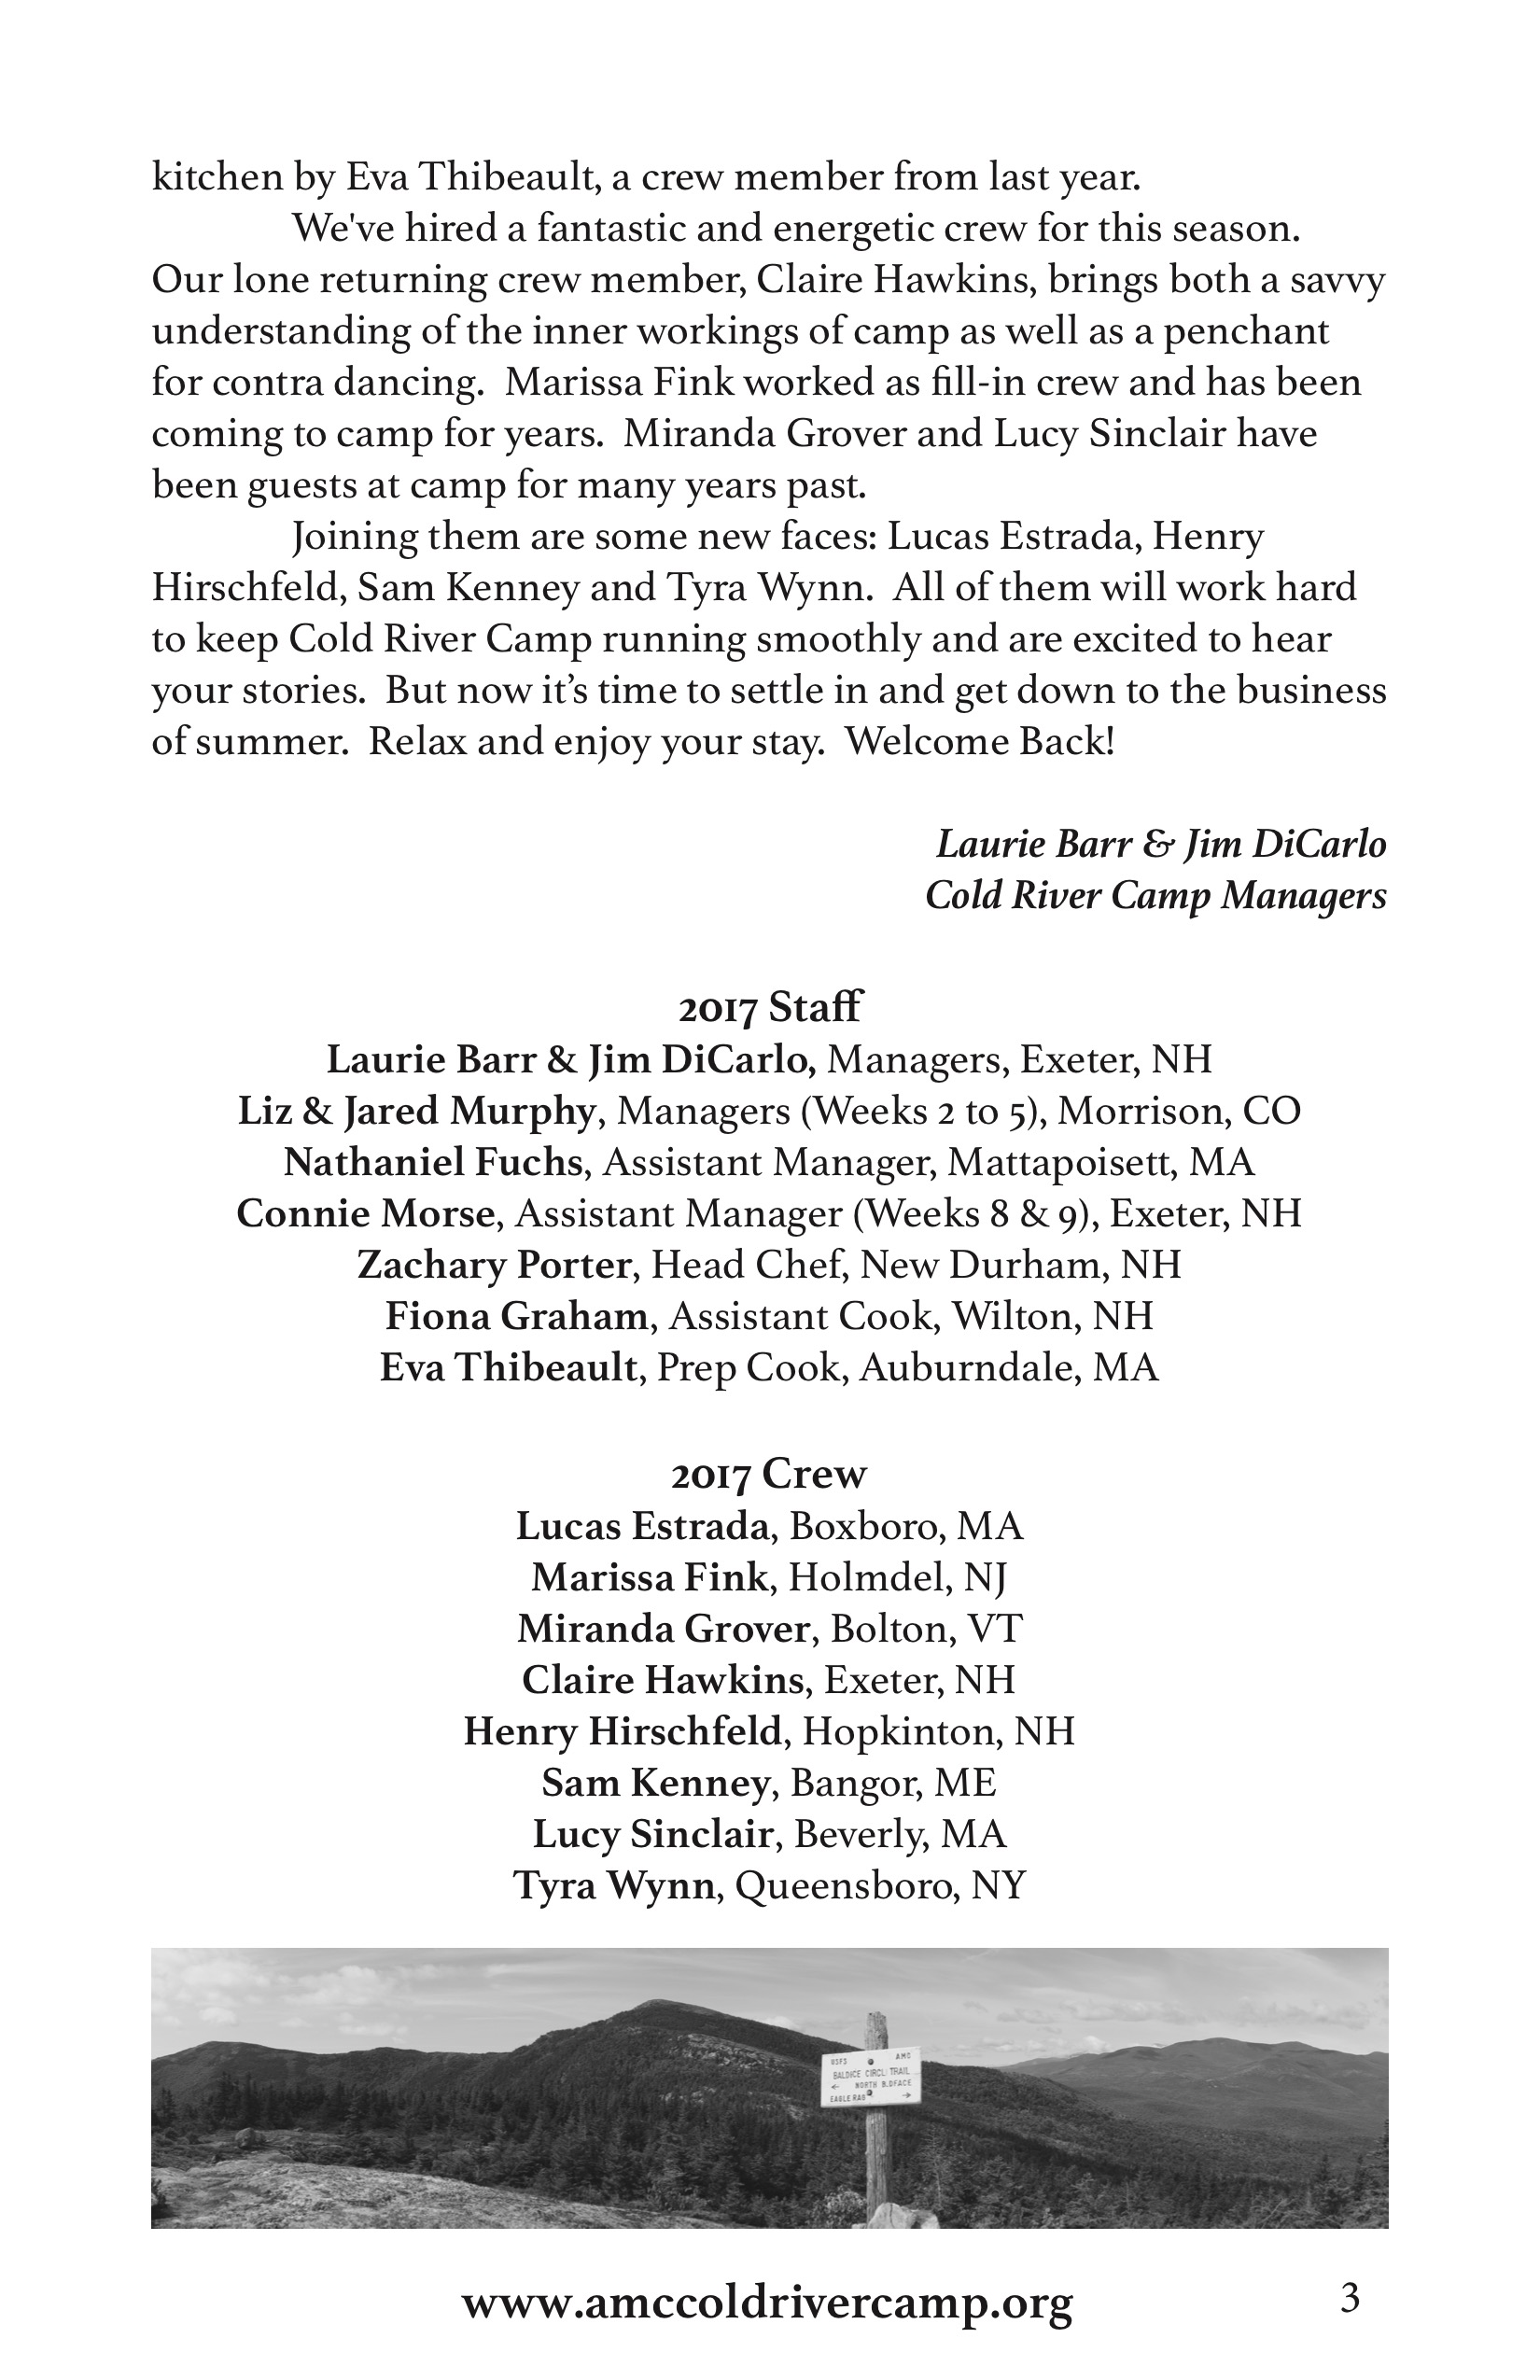 kitchen by Eva Thibeault, a crew member from last year.
We've hired a fantastic and energetic crew for this season.
Our lone returning crew member, Claire Hawkins, brings both a savvy
understanding of the inner workings of camp as well as a penchant
for contra dancing.  Marissa Fink worked as fill-in crew and has been
coming to camp for years.  Miranda Grover and Lucy Sinclair have
been guests at camp for many years past.
Joining them are some new faces: Lucas Estrada, Henry
Hirschfeld, Sam Kenney and Tyra Wynn.  All of them will work hard
to keep Cold River Camp running smoothly and are excited to hear
your stories.  But now it’s time to settle in and get down to the business
of summer.  Relax and enjoy your stay.  Welcome Back!
Laurie Barr & Jim DiCarlo
Cold River Camp Managers
2017 Staff
Laurie Barr & Jim DiCarlo, Managers, Exeter, NH
Liz & Jared Murphy, Managers (Weeks 2 to 5), Morrison, CO
Nathaniel Fuchs, Assistant Manager, Mattapoisett, MA
Connie Morse, Assistant Manager (Weeks 8 & 9), Exeter, NH
Zachary Porter, Head Chef, New Durham, NH
Fiona Graham, Assistant Cook, Wilton, NH
Eva Thibeault, Prep Cook, Auburndale, MA
2017 Crew
Lucas Estrada, Boxboro, MA
Marissa Fink, Holmdel, NJ
Miranda Grover, Bolton, VT
Claire Hawkins, Exeter, NH
Henry Hirschfeld, Hopkinton, NH
Sam Kenney, Bangor, ME
Lucy Sinclair, Beverly, MA
Tyra Wynn, Queensboro, NY
USFS AMC
TRAIL
← NORTH
EAGLE →
www.amccoldrivercamp.org 3